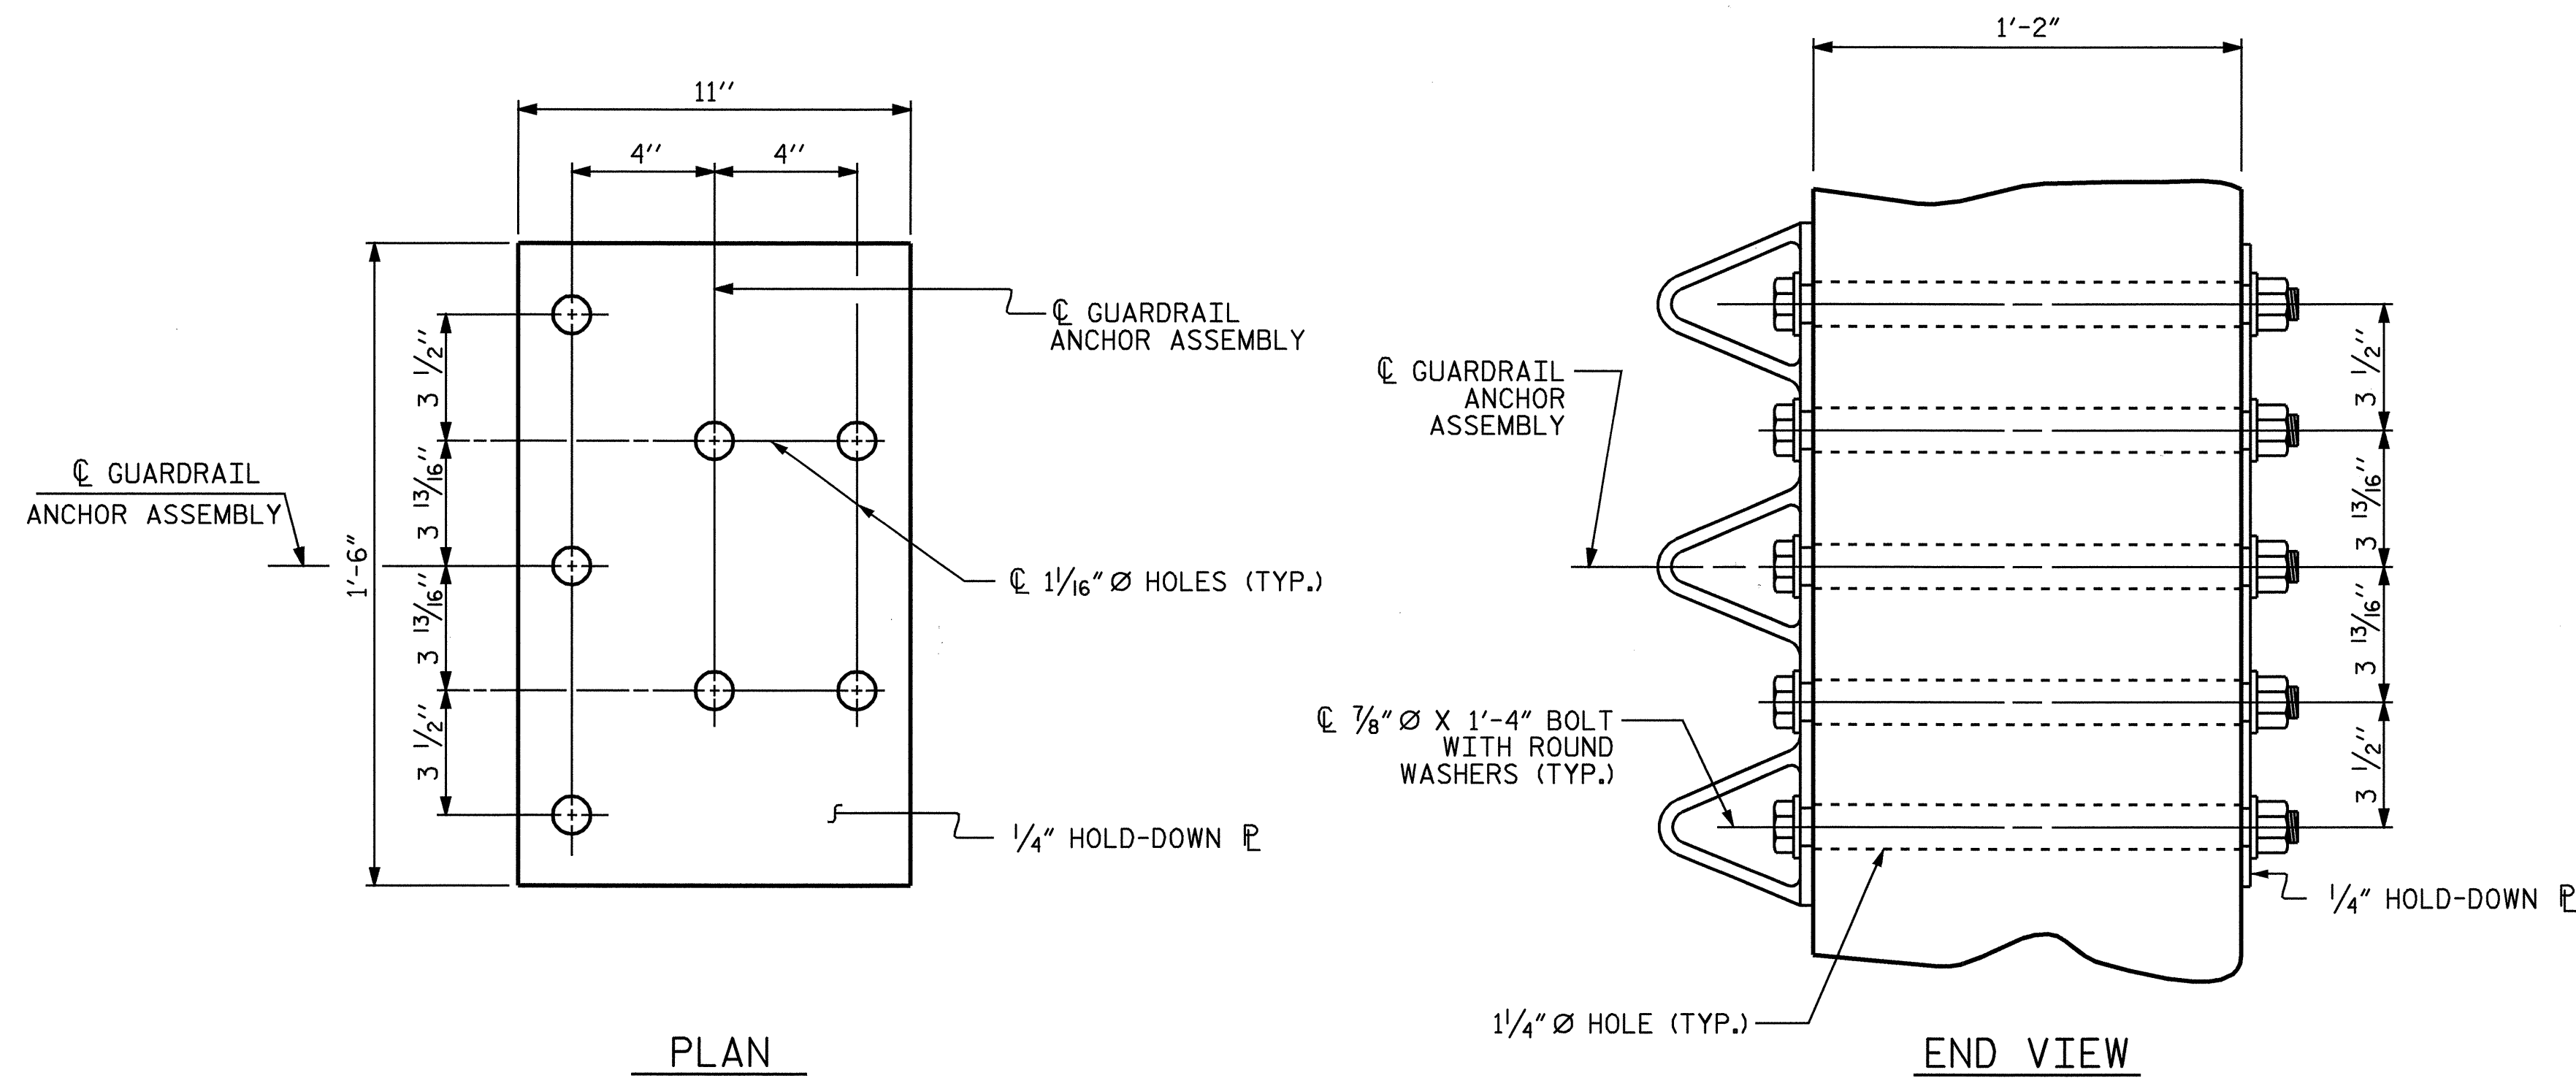 11"
4" 4"
℄ GUARDRAIL
ANCHOR ASSEMBLY
3 1/2"
3 13/16"
3 13/16"
3 1/2"
1'-6"
℄ GUARDRAIL
ANCHOR ASSEMBLY
℄ 1 1/16" Ø HOLES (TYP.)
1/4" HOLD-DOWN ⅊
PLAN
1'-2"
℄ GUARDRAIL
ANCHOR
ASSEMBLY
3 1/2"
3 13/16"
3 13/16"
3 1/2"
℄ 7/8" Ø X 1'-4" BOLT
WITH ROUND
WASHERS (TYP.)
1/4" HOLD-DOWN ⅊
1 1/4" Ø HOLE (TYP.)
END VIEW